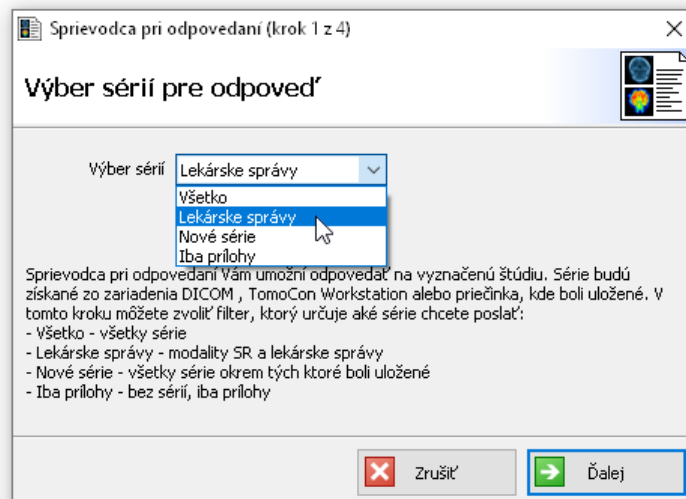 Sprievodca pri odpovedaní (krok 1 z 4)
Výber sérií pre odpoveď
Výber sérií Lekárske správy
Všetko
Lekárske správy
Nové série
Iba prílohy
Sprievodca pri odpovedaní Vám umožní odpovedať na vyznačenú štúdiu. Série budú
získané zo zariadenia DICOM , TomoCon Workstation alebo priečinka, kde boli uložené. V
tomto kroku môžete zvoliť filter, ktorý určuje aké série chcete poslať:
- Všetko - všetky série
- Lekárske správy - modality SR a lekárske správy
- Nové série - všetky série okrem tých ktoré boli uložené
- Iba prílohy - bez sérií, iba prílohy
Zrušiť Ďalej